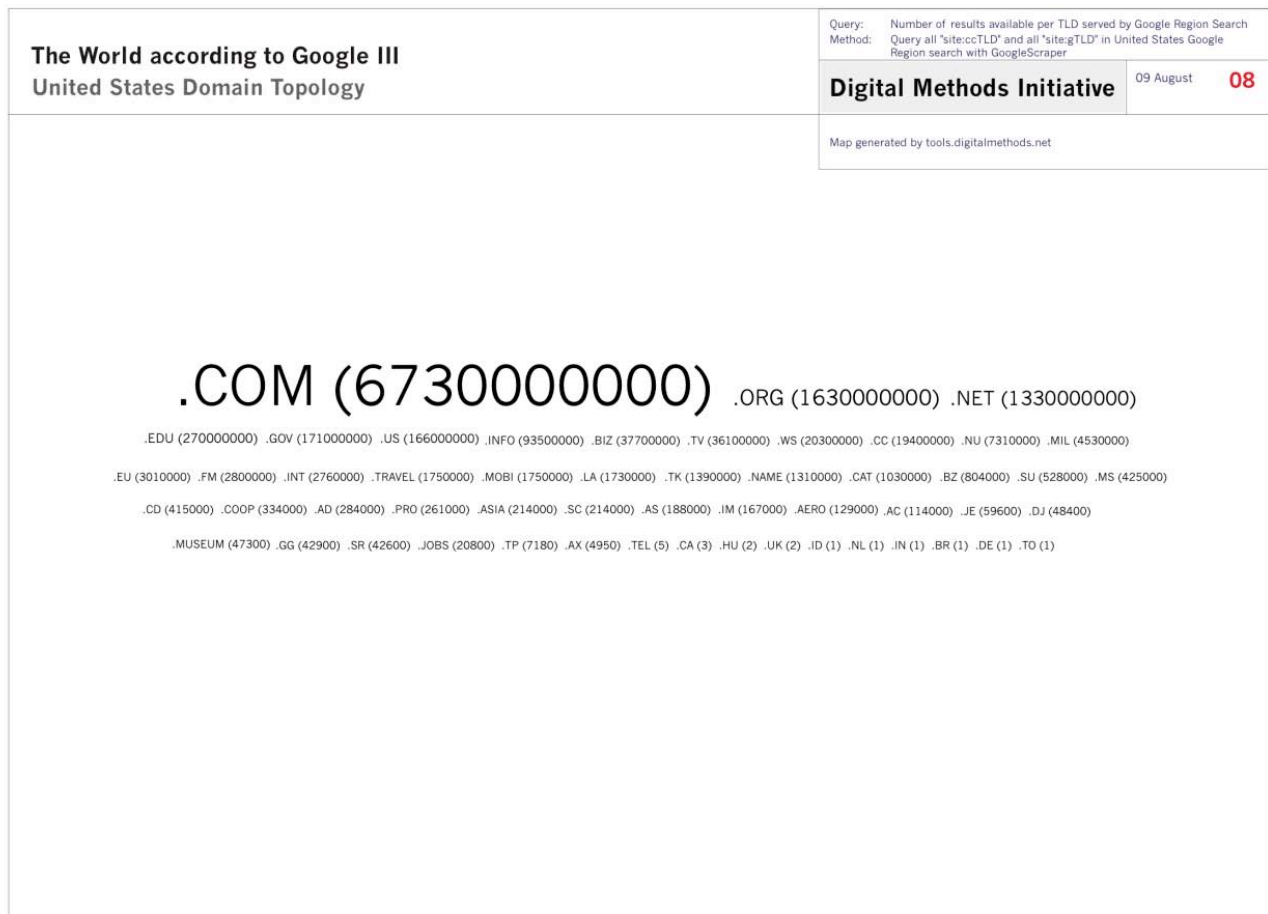 The World according to Google III
United States Domain Topology
Query: Number of results available per TLD served by Google Region Search
Method: Query all "site:ccTLD" and all "site:gTLD" in United States Google
Region search with GoogleScraper
Digital Methods Initiative
09 August 08
Map generated by tools.digitalmethods.net
.COM (6730000000) .ORG (1630000000) .NET (1330000000)
.EDU (270000000) .GOV (171000000) .US (166000000) .INFO (93500000) .BIZ (37700000) .TV (36100000) .WS (20300000) .CC (19400000) .NU (7310000) .MIL (4530000)
.EU (3010000) .FM (2800000) .INT (2760000) .TRAVEL (1750000) .MOBI (1750000) .LA (1730000) .TK (1390000) .NAME (1310000) .CAT (1030000) .BZ (804000) .SU (528000) .MS (425000)
.CD (415000) .COOP (334000) .AD (284000) .PRO (261000) .ASIA (214000) .SC (214000) .AS (188000) .IM (167000) .AERO (129000) .AC (114000) .JE (59600) .DJ (48400)
.MUSEUM (47300) .GG (42900) .SR (42600) .JOBS (20800) .TP (7180) .AX (4950) .TEL (5) .CA (3) .HU (2) .UK (2) .ID (1) .NL (1) .IN (1) .BR (1) .DE (1) .TO (1)